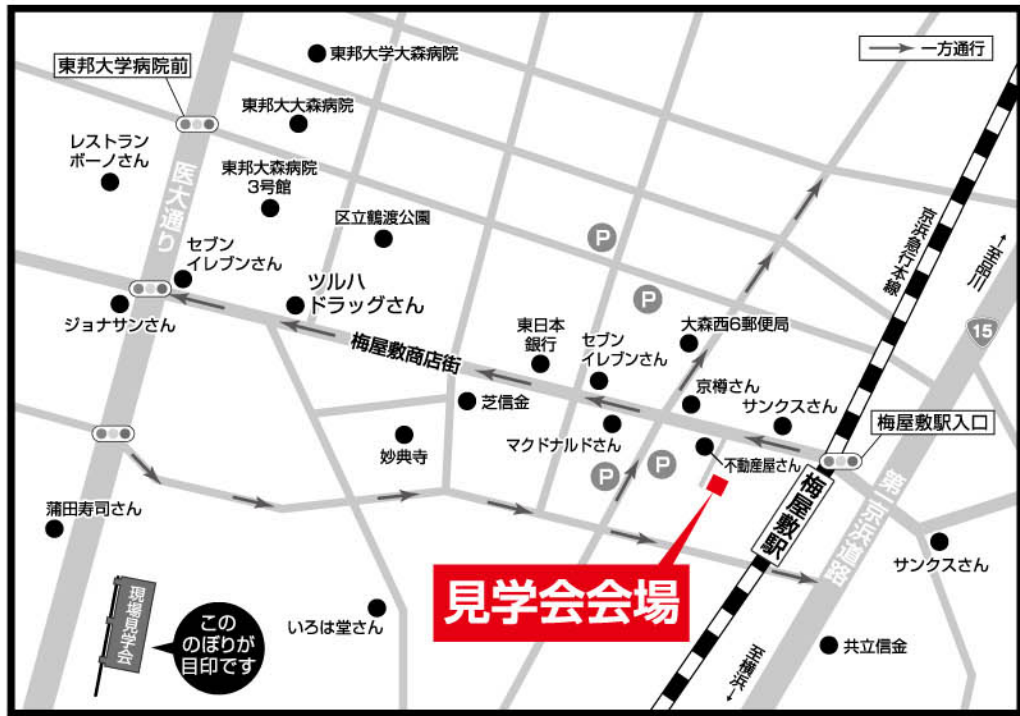 東邦大学大森病院
一方通行
東邦大学病院前
東邦大大森病院
レストラン
ボーノさん
東邦大森病院
3号館
医大通り
区立鶴渡公園
P
京浜急行本線
←至品川
セブン
イレブンさん
ツルハ
ドラッグさん
P
ジョナサンさん
大森西6郵便局
15
梅屋敷商店街
東日本
銀行
セブン
イレブンさん
京樽さん
芝信金
サンクスさん
梅屋敷駅入口
マクドナルドさん
妙典寺
不動産屋さん
P
P
梅屋敷駅
第一京浜道路
蒲田寿司さん
サンクスさん
見学会会場
現場見学会
この
のぼりが
目印です
いろは堂さん
共立信金
至横浜→